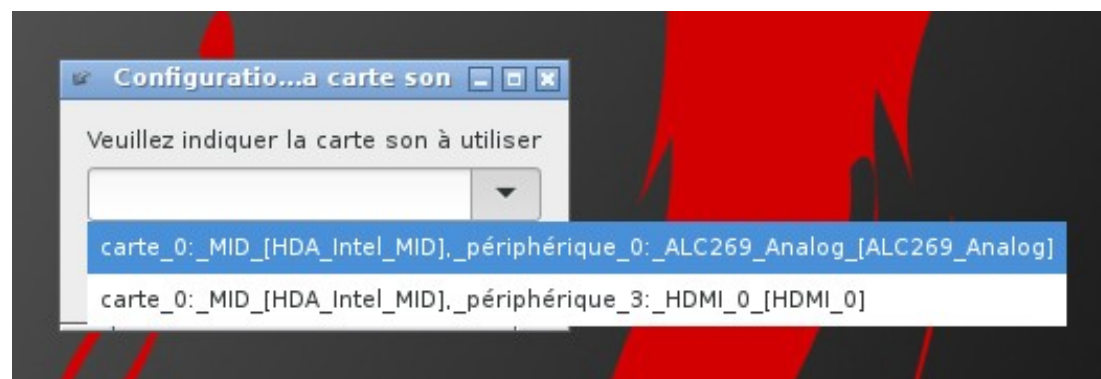 Configuratio...a carte son
Veuillez indiquer la carte son à utiliser
carte_0:_MID_[HDA_Intel_MID],_périphérique_0:_ALC269_Analog_[ALC269_Analog]
carte_0:_MID_[HDA_Intel_MID],_périphérique_3:_HDMI_0_[HDMI_0]